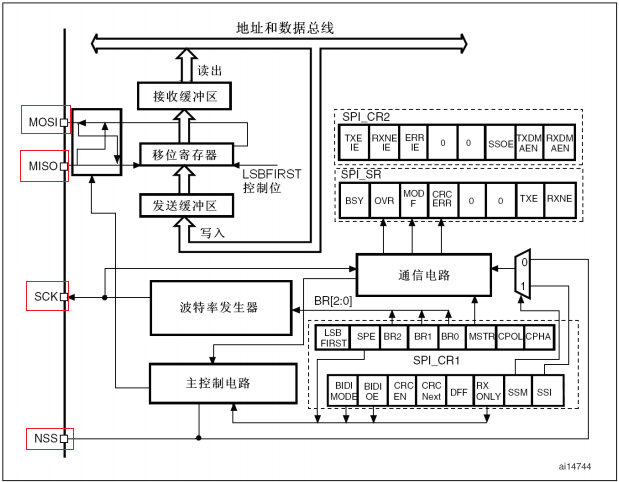 地址和数据总线
读出
接收缓冲区
MOSI
移位寄存器
MISO
LSBFIRST
控制位
发送缓冲区
写入
SPI_CR2
TXE IE
RXNE IE
ERR IE
0
0
SSOE
TXDM AEN
RXDM AEN
SPI_SR
BSY
OVR
MOD F
CRC ERR
0
0
TXE
RXNE
通信电路
0
1
SCK
波特率发生器
BR[2:0]
LSB FIRST
SPE
BR2
BR1
BR0
MSTR
CPOL
CPHA
SPI_CR1
主控制电路
BIDI MODE
BIDI OE
CRC EN
CRC Next
DFF
RX ONLY
SSM
SSI
NSS
ai14744